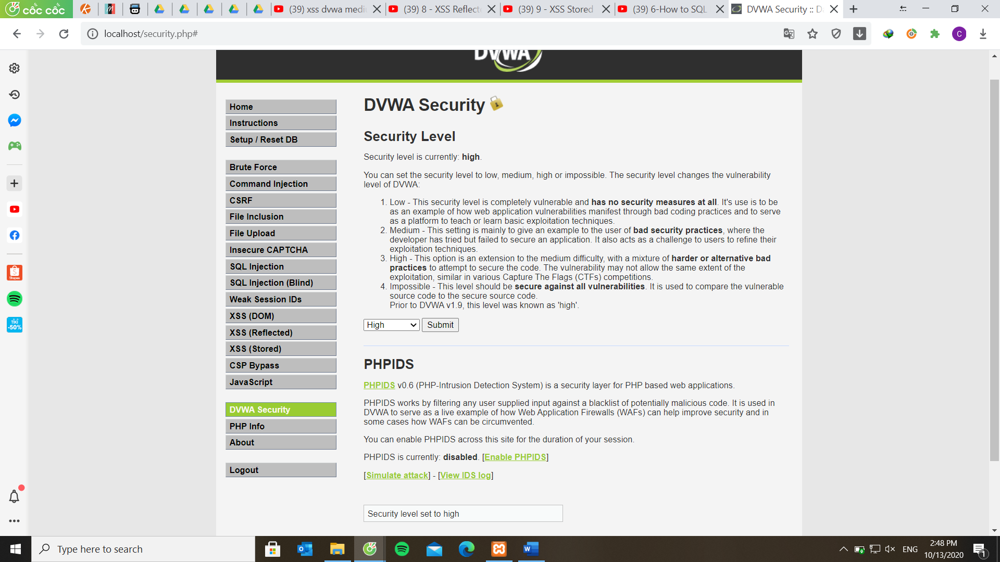 cốc cốc
(39) xss dvwa medi
(39) 8 - XSS Reflecte
(39) 9 - XSS Stored
(39) 6-How to SQL
DVWA Security :: D
localhost/security.php#
C
DVWA
Home
Instructions
Setup / Reset DB
Brute Force
Command Injection
CSRF
File Inclusion
File Upload
Insecure CAPTCHA
SQL Injection
SQL Injection (Blind)
Weak Session IDs
XSS (DOM)
XSS (Reflected)
XSS (Stored)
CSP Bypass
JavaScript
DVWA Security
PHP Info
About
Logout
DVWA Security
Security Level
Security level is currently: high.
You can set the security level to low, medium, high or impossible. The security level changes the vulnerability
level of DVWA:
1. Low - This security level is completely vulnerable and has no security measures at all. It's use is to be
as an example of how web application vulnerabilities manifest through bad coding practices and to serve
as a platform to teach or learn basic exploitation techniques.
2. Medium - This setting is mainly to give an example to the user of bad security practices, where the
developer has tried but failed to secure an application. It also acts as a challenge to users to refine their
exploitation techniques.
3. High - This option is an extension to the medium difficulty, with a mixture of harder or alternative bad
practices to attempt to secure the code. The vulnerability may not allow the same extent of the
exploitation, similar in various Capture The Flags (CTFs) competitions.
4. Impossible - This level should be secure against all vulnerabilities. It is used to compare the vulnerable
source code to the secure source code.
Prior to DVWA v1.9, this level was known as 'high'.
High Submit
PHPIDS
PHPIDS v0.6 (PHP-Intrusion Detection System) is a security layer for PHP based web applications.
PHPIDS works by filtering any user supplied input against a blacklist of potentially malicious code. It is used in
DVWA to serve as a live example of how Web Application Firewalls (WAFs) can help improve security and in
some cases how WAFs can be circumvented.
You can enable PHPIDS across this site for the duration of your session.
PHPIDS is currently: disabled. [Enable PHPIDS]
[Simulate attack] - [View IDS log]
Security level set to high
Shopee
TIKI
-50%
Type here to search
ENG
2:48 PM
10/13/2020
1